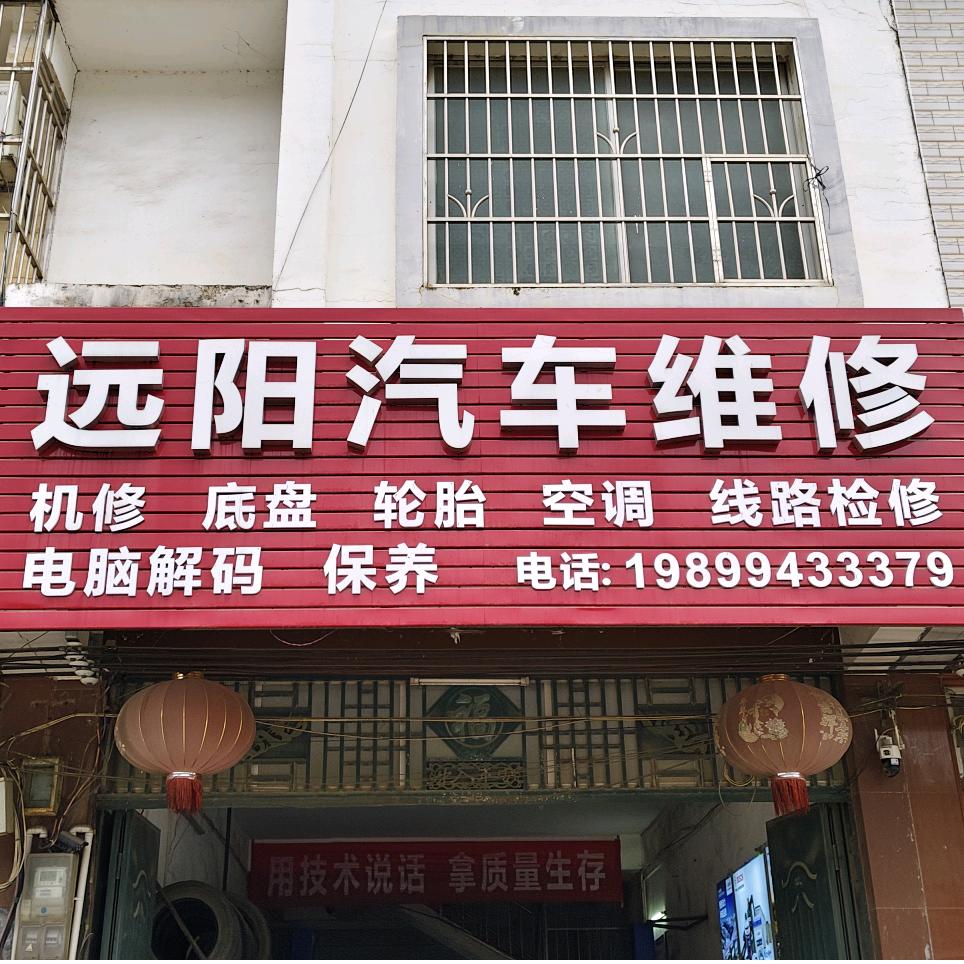 远阳汽车维修
机修 底盘 轮胎 空调 线路检修
电脑解码 保养 电话:19899433379
福
用技术说话 拿质量生存